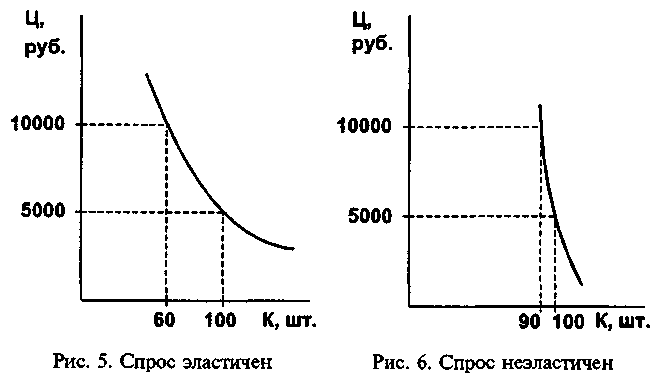 Ц,
руб.
10000
5000
60 100 К, шт.
Рис. 5. Спрос эластичен
Ц,
руб.
10000
5000
90 100 К, шт.
Рис. 6. Спрос неэластичен